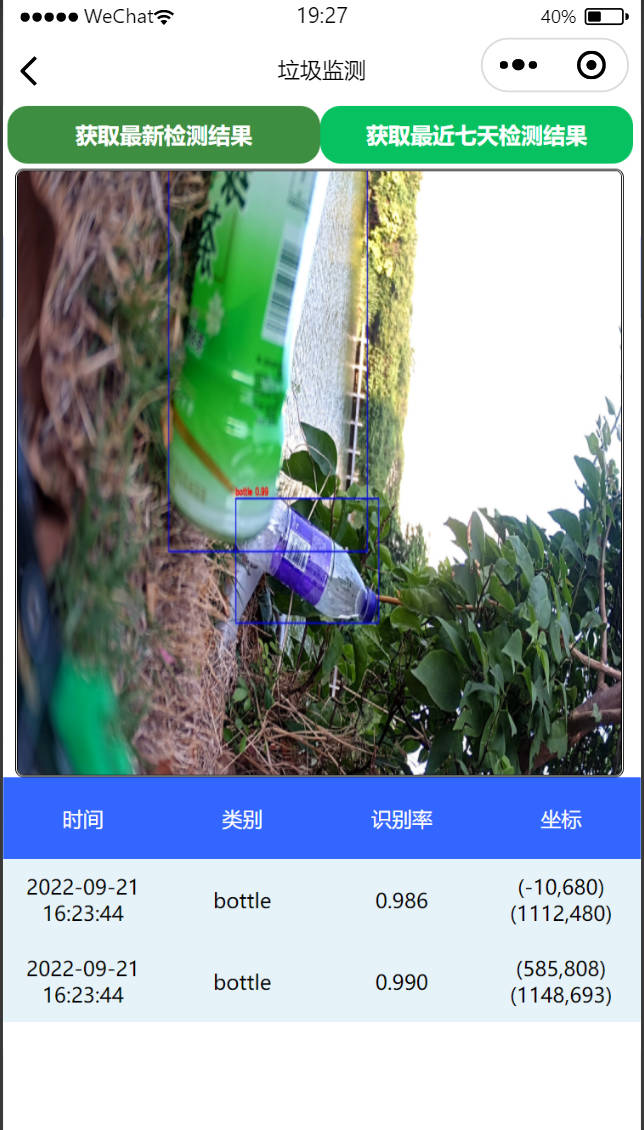 WeChat
19:27
40%
垃圾监测
获取最新检测结果
获取最近七天检测结果
bottle 0.99
时间 类别 识别率 坐标
2022-09-21 16:23:44 bottle 0.986 (-10,680) (1112,480)
2022-09-21 16:23:44 bottle 0.990 (585,808) (1148,693)